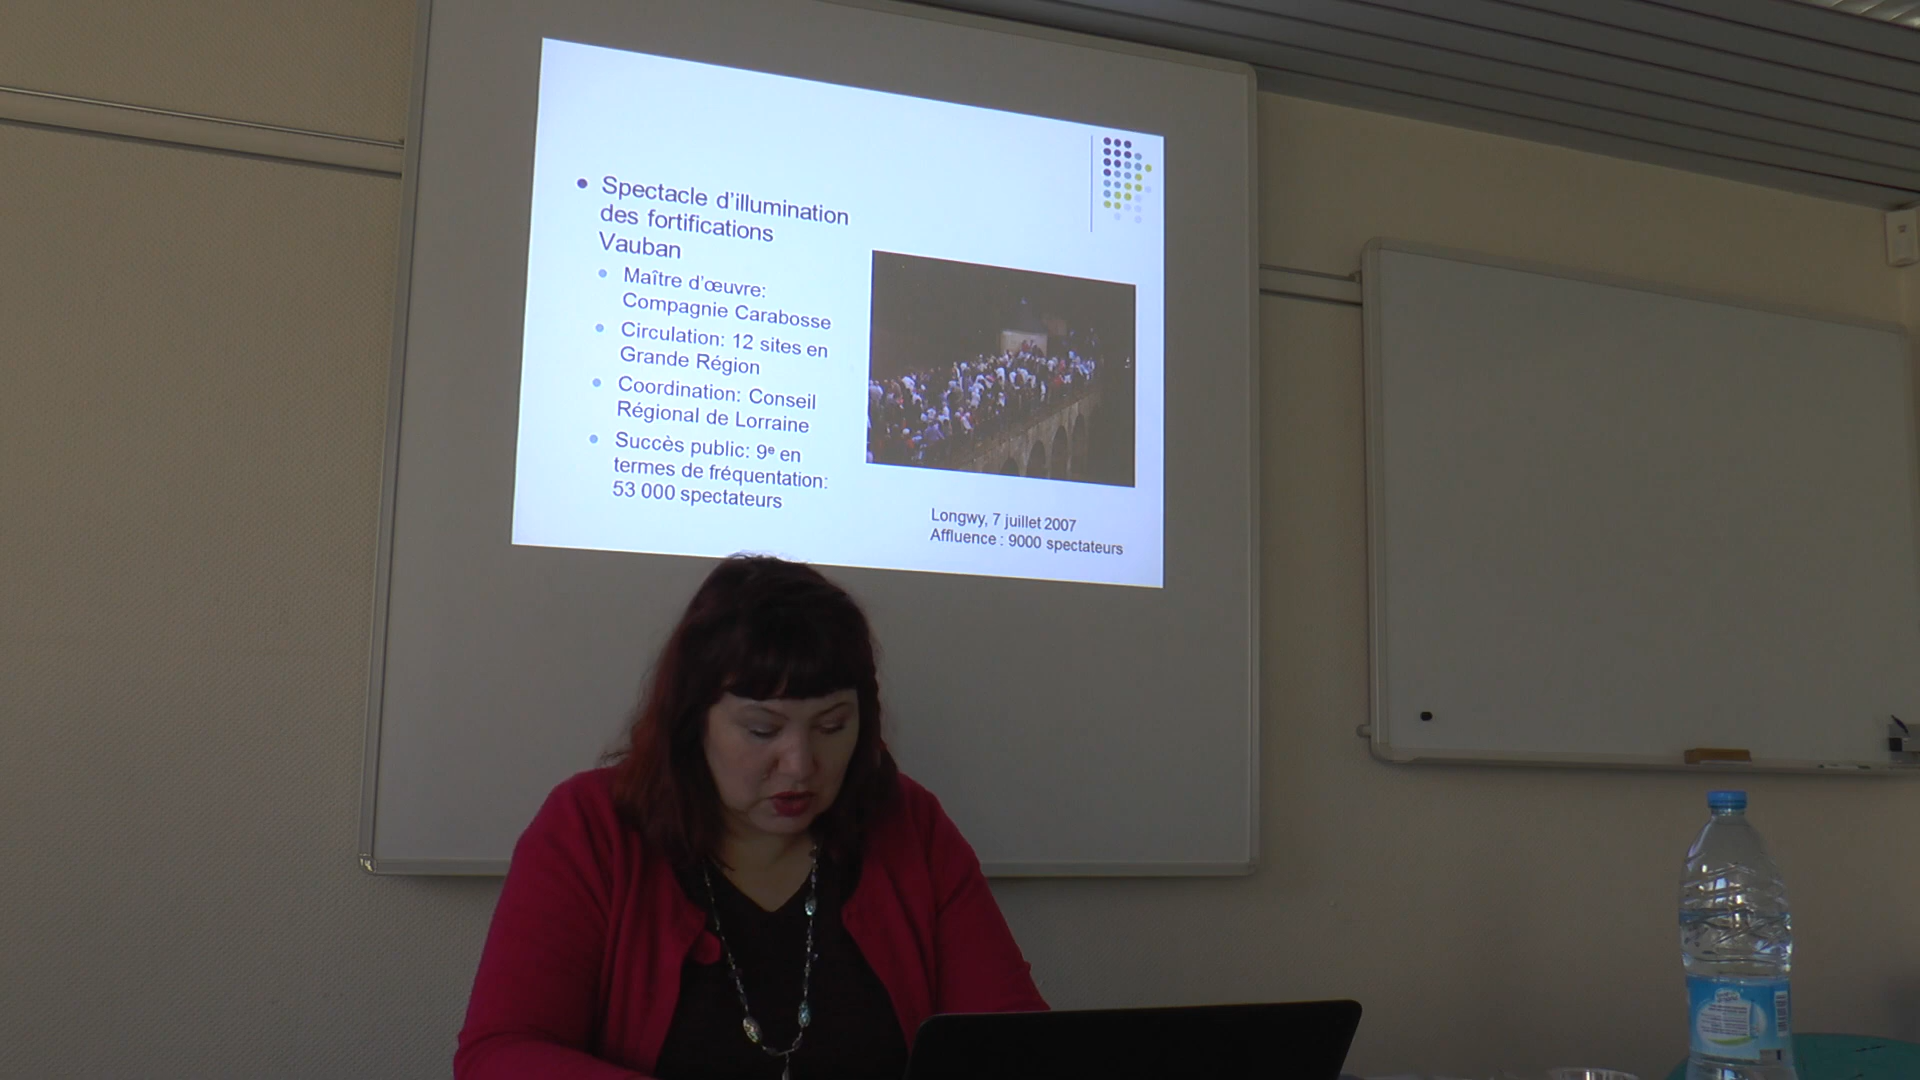 Spectacle d'illumination
des fortifications
Vauban
Maître d'œuvre:
Compagnie Carabosse
Circulation: 12 sites en
Grande Région
Coordination: Conseil
Régional de Lorraine
Succès public: 9e en
termes de fréquentation:
53 000 spectateurs
Longwy, 7 juillet 2007
Affluence : 9000 spectateurs